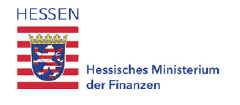 HESSEN
Hessisches Ministerium
der Finanzen